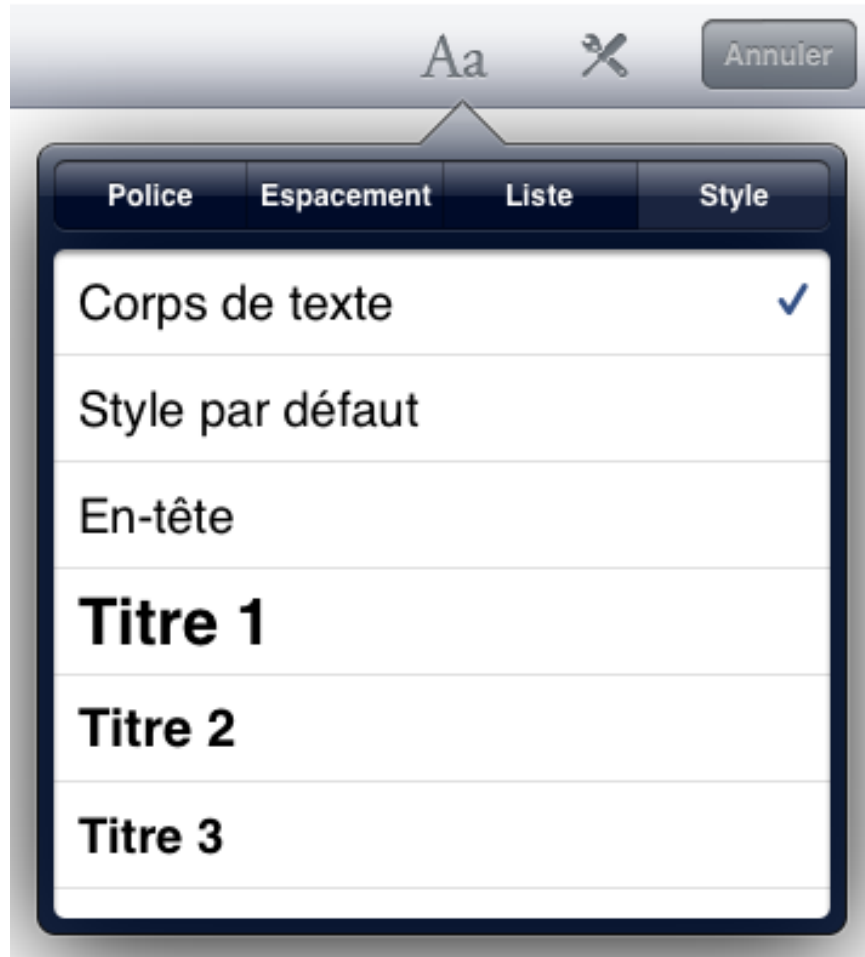 Aa Annuler
Police Espacement Liste Style
Corps de texte
Style par défaut
En-tête
Titre 1
Titre 2
Titre 3